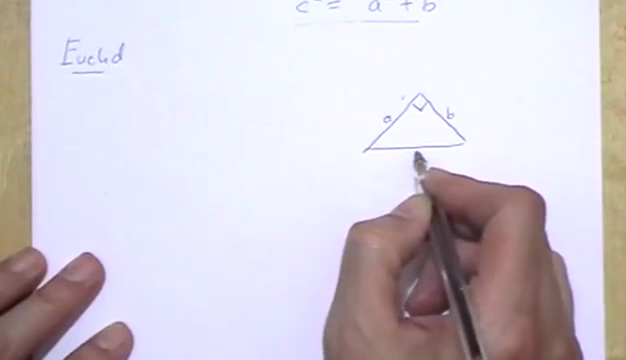 c² = a² + b²
Euclid
a b